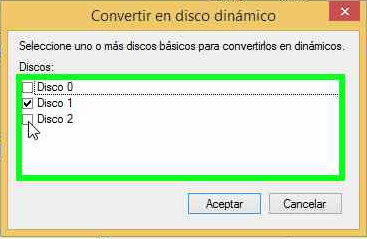 Convertir en disco dinámico
Seleccione uno o más discos básicos para convertirlos en dinámicos.
Discos:
Disco 0
Disco 1
Disco 2
Aceptar
Cancelar